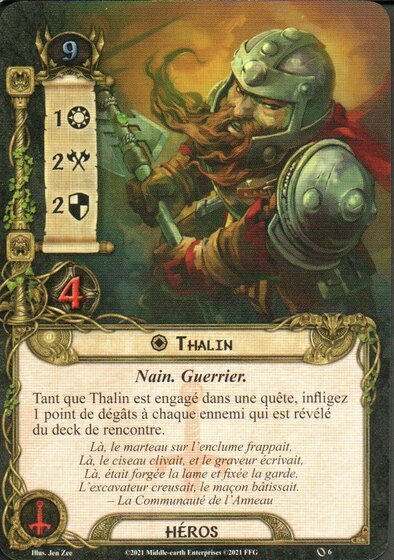 9
1
2
2
4
Thalin
Nain. Guerrier.
Tant que Thalin est engagé dans une quête, infligez
1 point de dégâts à chaque ennemi qui est révélé
du deck de rencontre.
Là, le marteau sur l'enclume frappait,
Là, le ciseau clivait, et le graveur écrivait,
Là, était forgée la lame et fixée la garde,
L'excavateur creusait, le maçon bâtissait.
– La Communauté de l'Anneau
HÉROS
Illus. Jen Zee
©2021 Middle-earth Enterprises ©2021 FFG
6